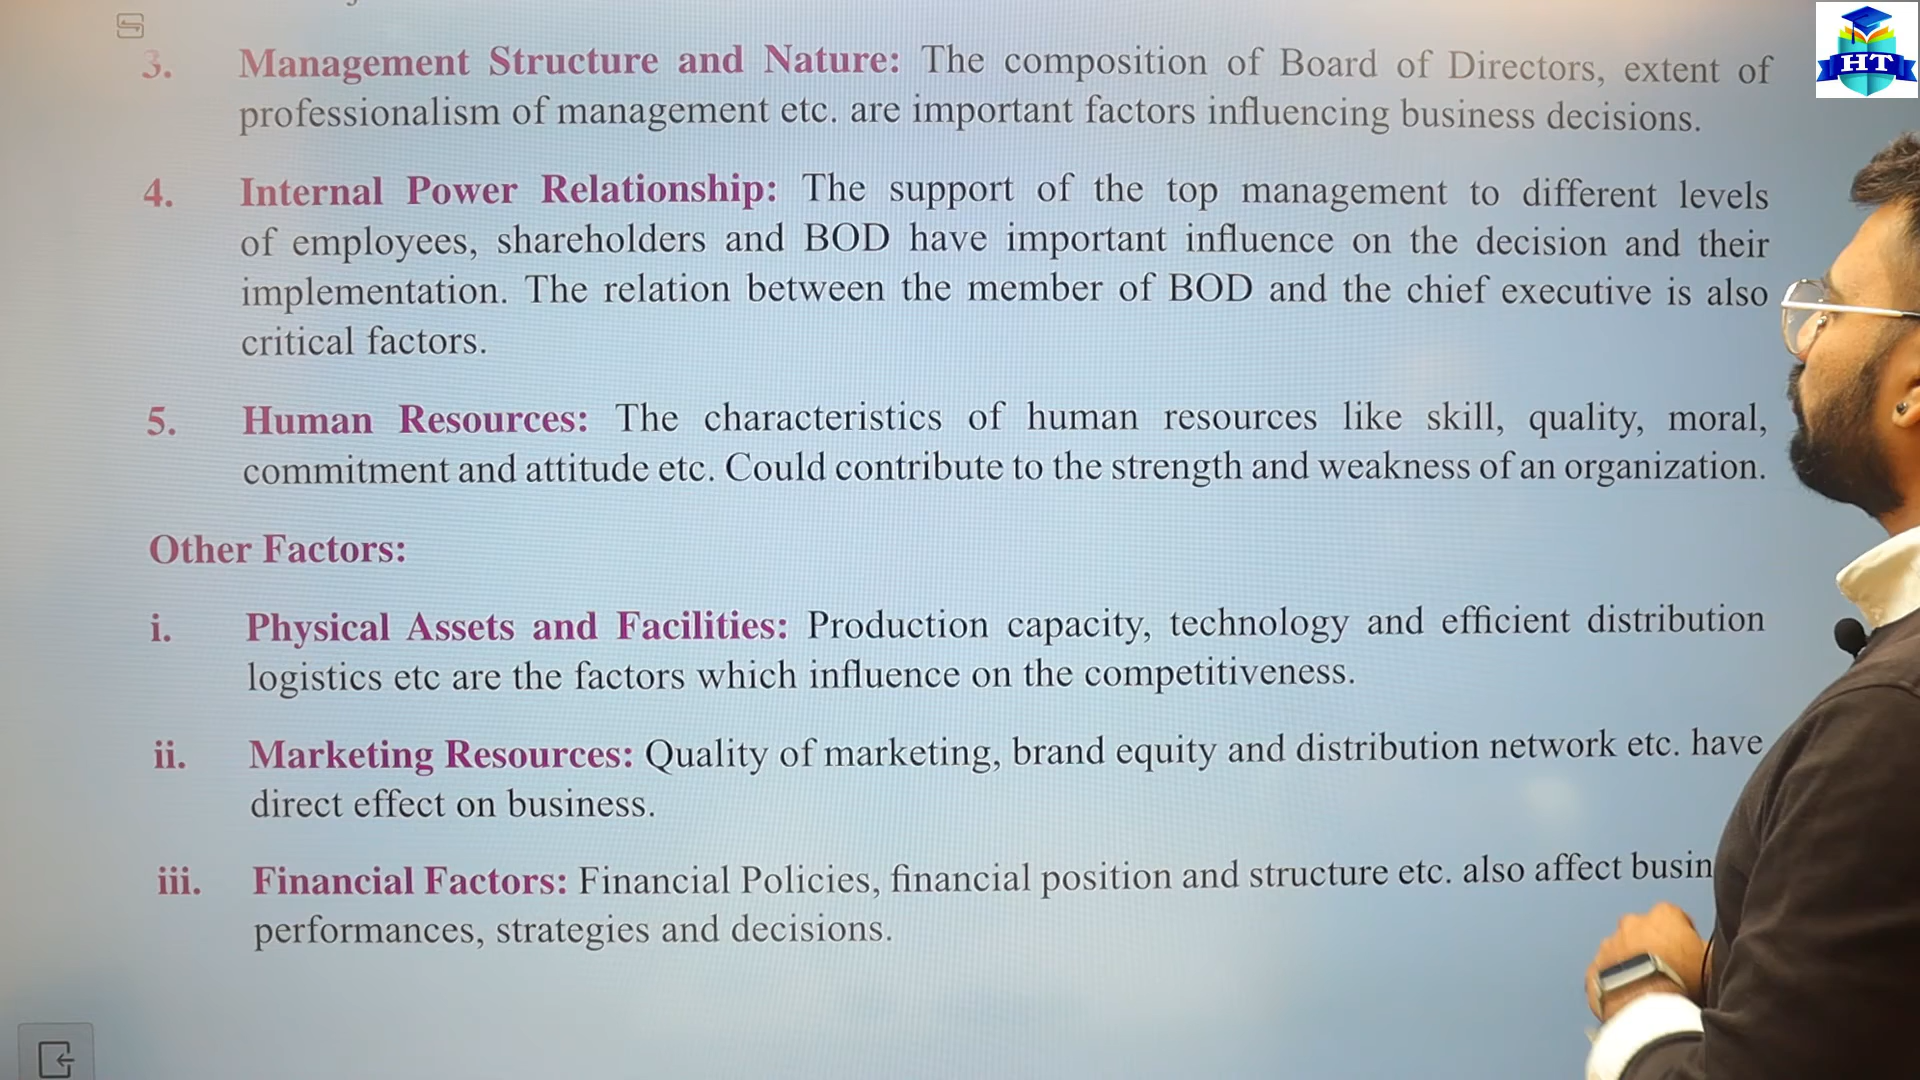 3. Management Structure and Nature: The composition of Board of Directors, extent of
professionalism of management etc. are important factors influencing business decisions.
4. Internal Power Relationship: The support of the top management to different levels
of employees, shareholders and BOD have important influence on the decision and their
implementation. The relation between the member of BOD and the chief executive is also
critical factors.
5. Human Resources: The characteristics of human resources like skill, quality, moral,
commitment and attitude etc. Could contribute to the strength and weakness of an organization.
Other Factors:
i. Physical Assets and Facilities: Production capacity, technology and efficient distribution
logistics etc are the factors which influence on the competitiveness.
ii. Marketing Resources: Quality of marketing, brand equity and distribution network etc. have
direct effect on business.
iii. Financial Factors: Financial Policies, financial position and structure etc. also affect busin
performances, strategies and decisions.
HT